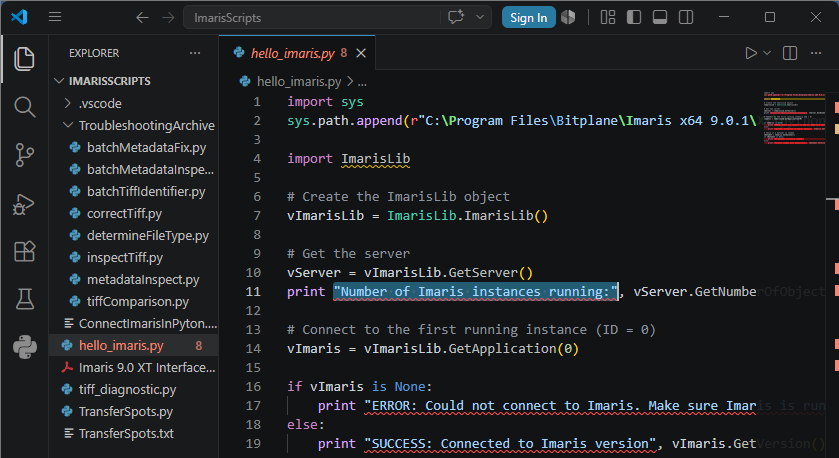 ImarisScripts
Sign In
EXPLORER
IMARISSCRIPTS
.vscode
TroubleshootingArchive
batchMetadataFix.py
batchMetadataInspe...
batchTiffIdentifier.py
correctTiff.py
determineFileType.py
inspectTiff.py
metadataInspect.py
tiffComparison.py
ConnectImarisInPyton....
hello_imaris.py 8
Imaris 9.0 XT Interface...
tiff_diagnostic.py
TransferSpots.py
TransferSpots.txt
hello_imaris.py 8
hello_imaris.py > ...
1 import sys
2 sys.path.append(r"C:\Program Files\Bitplane\Imaris x64 9.0.1\
3
4 import ImarisLib
5
6 # Create the ImarisLib object
7 vImarisLib = ImarisLib.ImarisLib()
8
9 # Get the server
10 vServer = vImarisLib.GetServer()
11 print "Number of Imaris instances running:", vServer.GetNumberOfObject
12
13 # Connect to the first running instance (ID = 0)
14 vImaris = vImarisLib.GetApplication(0)
15
16 if vImaris is None:
17 print "ERROR: Could not connect to Imaris. Make sure Imaris is run
18 else:
19 print "SUCCESS: Connected to Imaris version", vImaris.GetVersion()